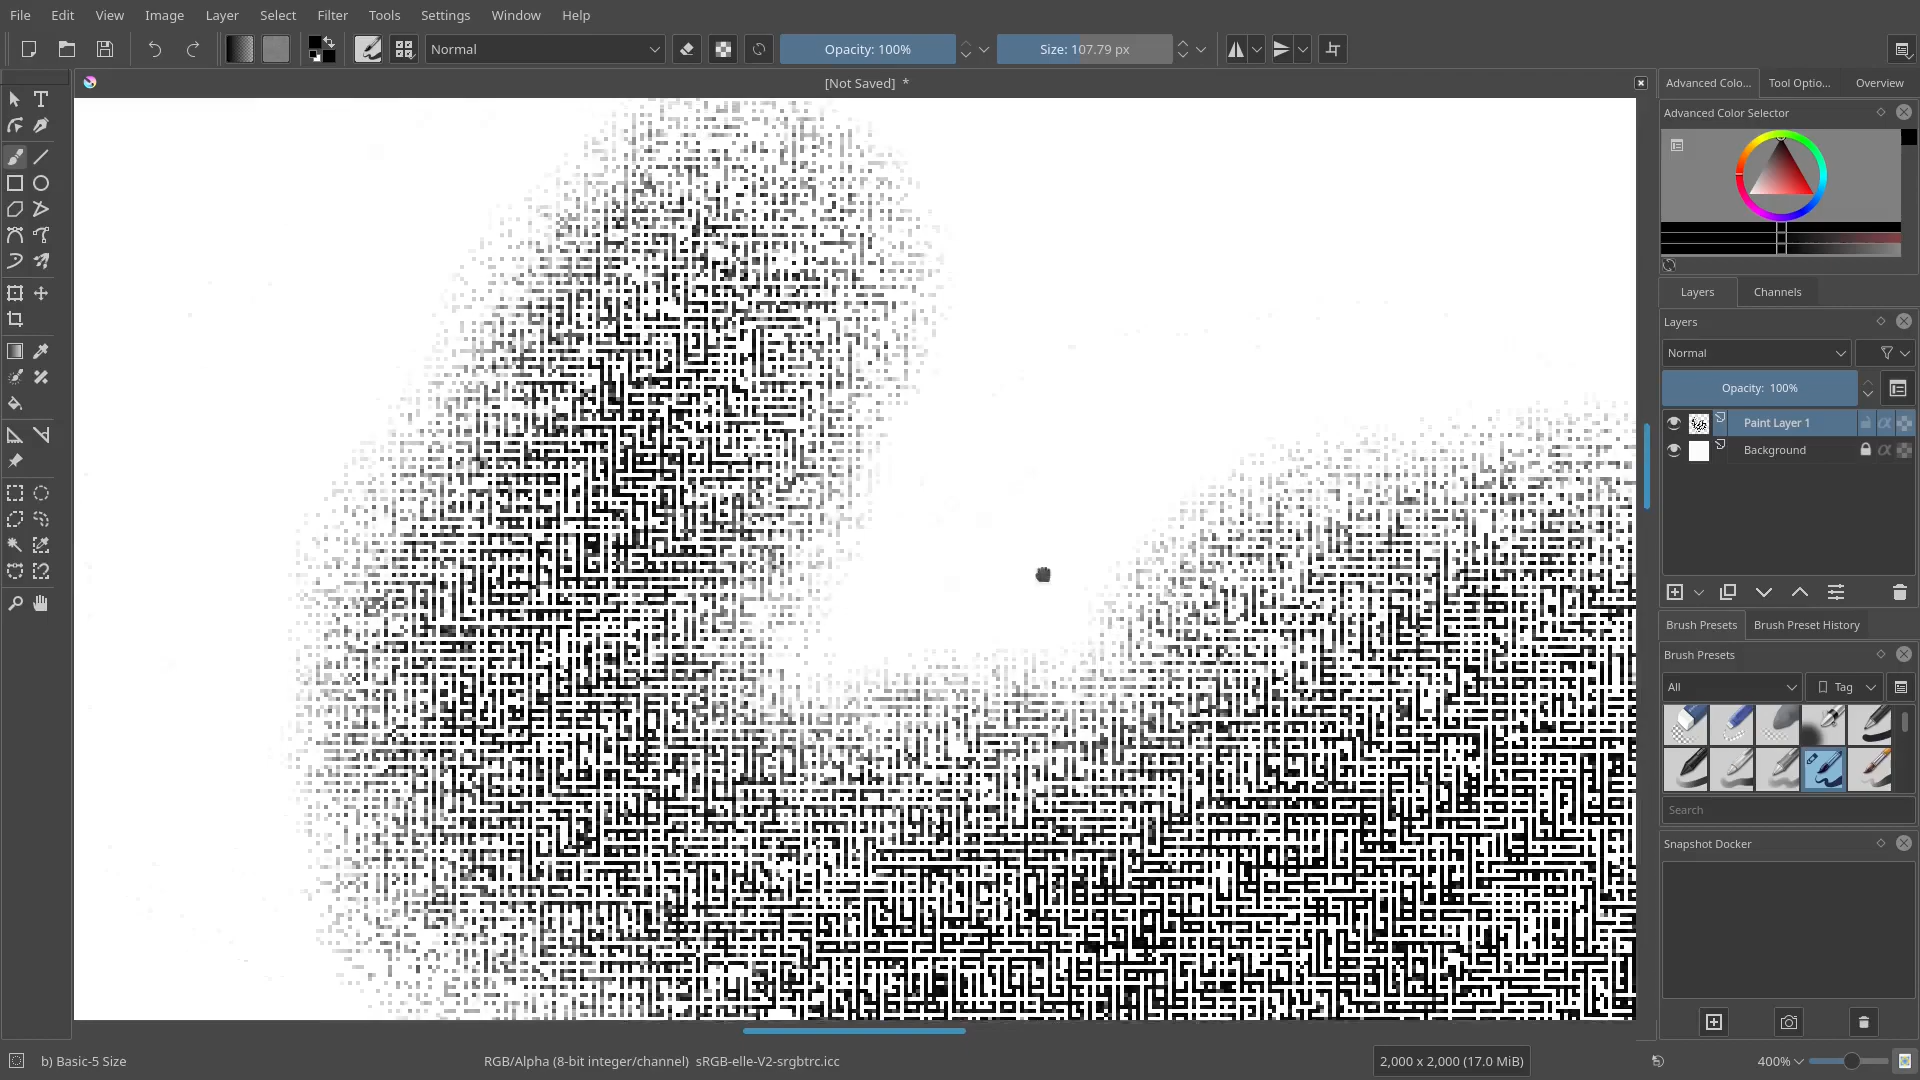 File Edit View Image Layer Select Filter Tools Settings Window Help
Normal Opacity: 100% Size: 107.79 px
[Not Saved] *
Advanced Colo... Tool Optio... Overview
Advanced Color Selector
Layers Channels
Layers
Normal
Opacity: 100%
Paint Layer 1
Background
Brush Presets Brush Preset History
Brush Presets
All Tag
Search
Snapshot Docker
b) Basic-5 Size RGB/Alpha (8-bit integer/channel) sRGB-elle-V2-srgbtrc.icc 2,000 x 2,000 (17.0 MiB) 400%